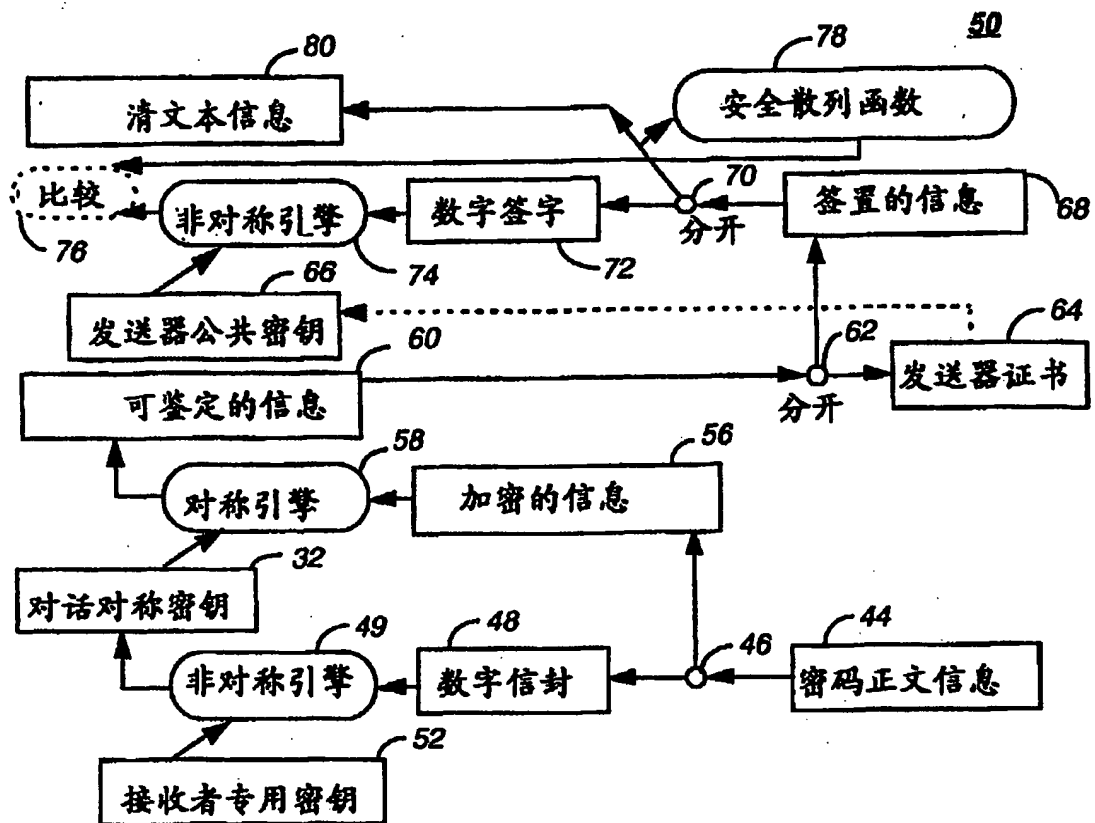 50
80
78
清文本信息
安全散列函数
比较
76
非对称引擎
74
数字签字
72
70
分开
签置的信息
68
66
发送器公共密钥
60
可鉴定的信息
62
分开
64
发送器证书
58
对称引擎
56
加密的信息
32
对话对称密钥
49
非对称引擎
48
数字信封
46
44
密码正文信息
52
接收者专用密钥